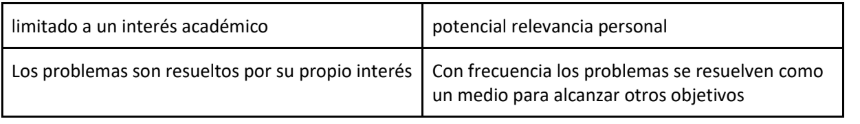 limitado a un interés académico
potencial relevancia personal
Los problemas son resueltos por su propio interés
Con frecuencia los problemas se resuelven como
un medio para alcanzar otros objetivos